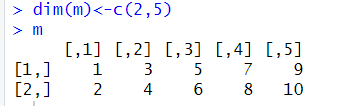 > dim(m)<-c(2,5)
> m
     [,1] [,2] [,3] [,4] [,5]
[1,]    1    3    5    7    9
[2,]    2    4    6    8   10